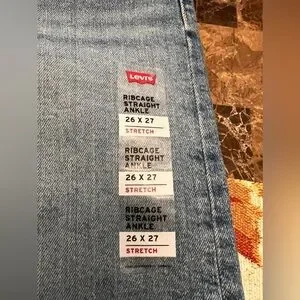 Levi's
RIBCAGE
STRAIGHT
ANKLE
26 X 27
STRETCH
RIBCAGE
STRAIGHT
ANKLE
26 X 27
STRETCH
RIBCAGE
STRAIGHT
ANKLE
26 X 27
STRETCH